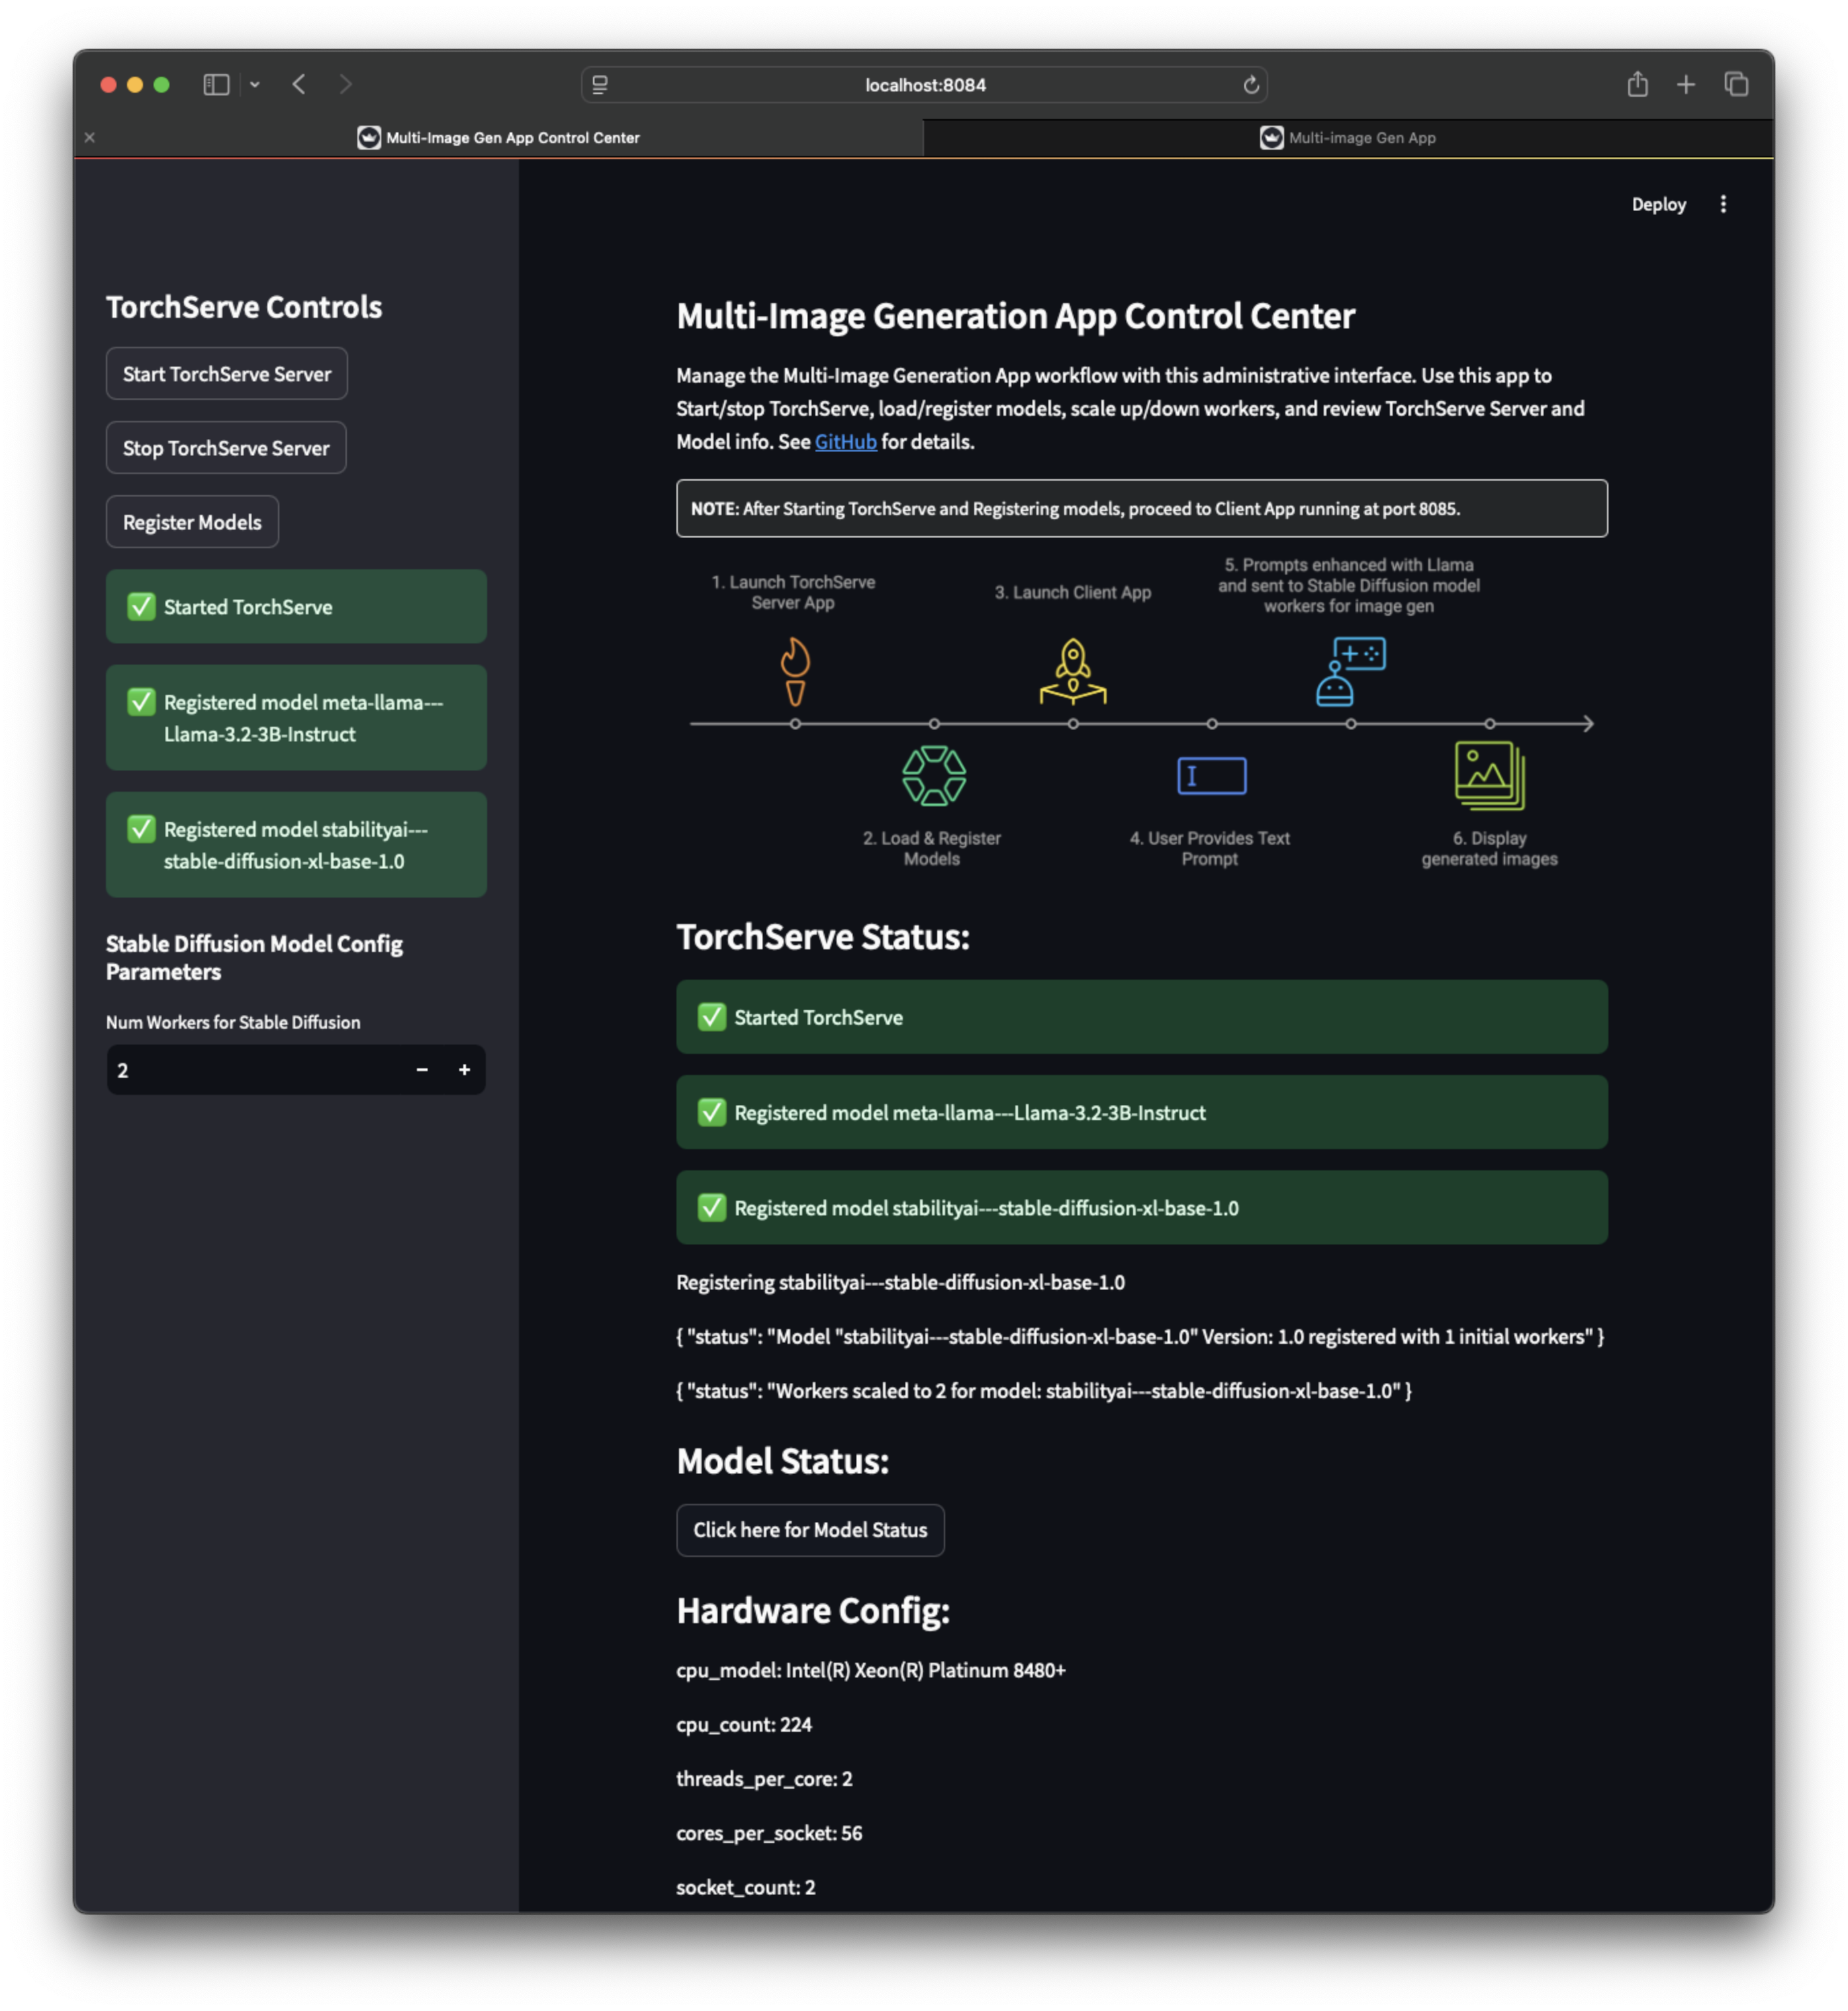 localhost:8084
Multi-Image Gen App Control Center
Multi-image Gen App
Deploy
TorchServe Controls
Start TorchServe Server
Stop TorchServe Server
Register Models
Started TorchServe
Registered model meta-llama---
Llama-3.2-3B-Instruct
Registered model stabilityai---
stable-diffusion-xl-base-1.0
Stable Diffusion Model Config
Parameters
Num Workers for Stable Diffusion
2
Multi-Image Generation App Control Center
Manage the Multi-Image Generation App workflow with this administrative interface. Use this app to
Start/stop TorchServe, load/register models, scale up/down workers, and review TorchServe Server and
Model info. See GitHub for details.
NOTE: After Starting TorchServe and Registering models, proceed to Client App running at port 8085.
1. Launch TorchServe
Server App
3. Launch Client App
5. Prompts enhanced with Llama
and sent to Stable Diffusion model
workers for image gen
2. Load & Register
Models
4. User Provides Text
Prompt
6. Display
generated images
TorchServe Status:
Started TorchServe
Registered model meta-llama---Llama-3.2-3B-Instruct
Registered model stabilityai---stable-diffusion-xl-base-1.0
Registering stabilityai---stable-diffusion-xl-base-1.0
{ "status": "Model "stabilityai---stable-diffusion-xl-base-1.0" Version: 1.0 registered with 1 initial workers" }
{ "status": "Workers scaled to 2 for model: stabilityai---stable-diffusion-xl-base-1.0" }
Model Status:
Click here for Model Status
Hardware Config:
cpu_model: Intel(R) Xeon(R) Platinum 8480+
cpu_count: 224
threads_per_core: 2
cores_per_socket: 56
socket_count: 2